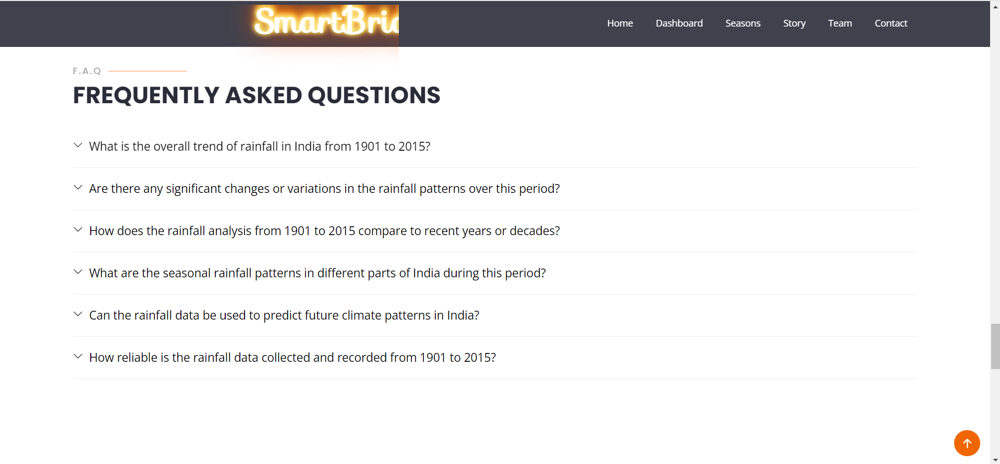 SmartBrid
Home Dashboard Seasons Story Team Contact
F.A.Q
FREQUENTLY ASKED QUESTIONS
What is the overall trend of rainfall in India from 1901 to 2015?
Are there any significant changes or variations in the rainfall patterns over this period?
How does the rainfall analysis from 1901 to 2015 compare to recent years or decades?
What are the seasonal rainfall patterns in different parts of India during this period?
Can the rainfall data be used to predict future climate patterns in India?
How reliable is the rainfall data collected and recorded from 1901 to 2015?